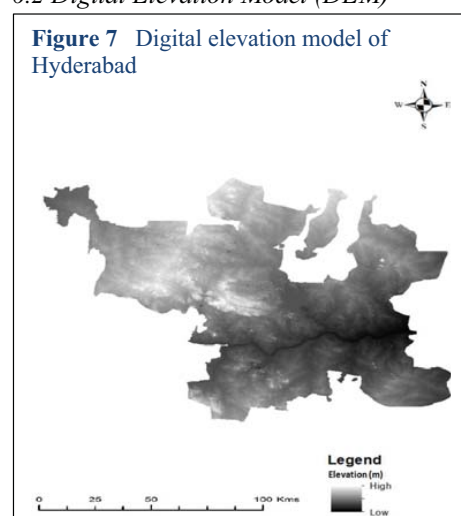 6.2 Digital Elevation Model (DEM)
Figure 7 Digital elevation model of
Hyderabad
N
W E
S
Legend
Elevation (m)
High
Low
0 25 50 100 Kms